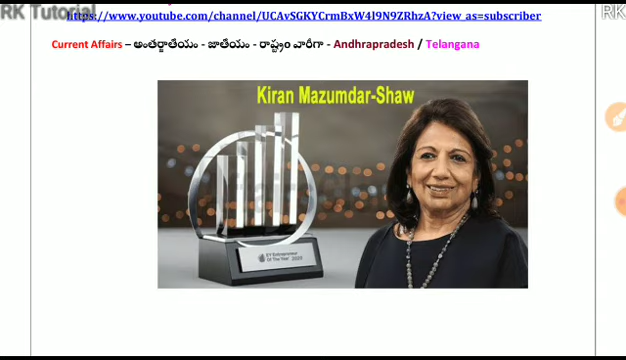 RK Tutorial
RK
https://www.youtube.com/channel/UCAvSGKYCrmBxW4l9N9ZRhzA?view_as=subscriber
Current Affairs – అంతర్జాతీయం - జాతీయం - రాష్ట్రం వారీగా - Andhrapradesh / Telangana
Kiran Mazumdar-Shaw
EY Entrepreneur
Of The Year 2020